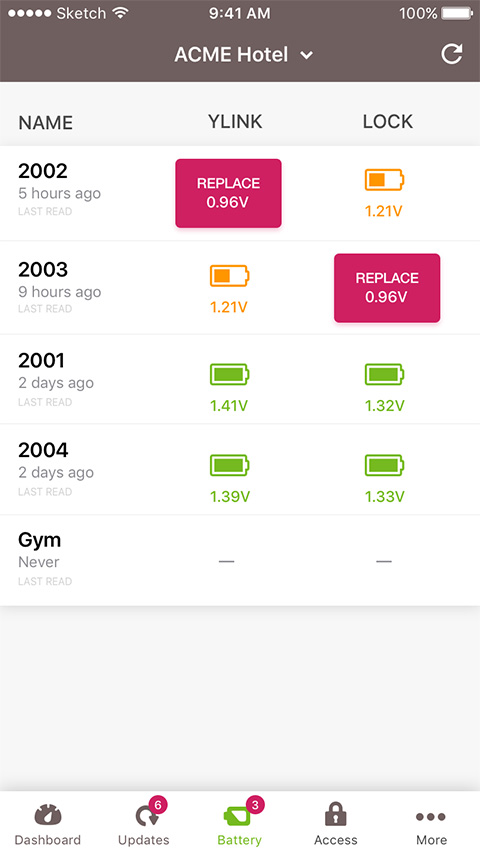 Sketch 9:41 AM 100%
ACME Hotel
NAME YLINK LOCK
2002
5 hours ago
LAST READ
REPLACE
0.96V
1.21V
2003
9 hours ago
LAST READ
1.21V
REPLACE
0.96V
2001
2 days ago
LAST READ
1.41V 1.32V
2004
2 days ago
LAST READ
1.39V 1.33V
Gym
Never
LAST READ
— —
6 3
Dashboard Updates Battery Access More